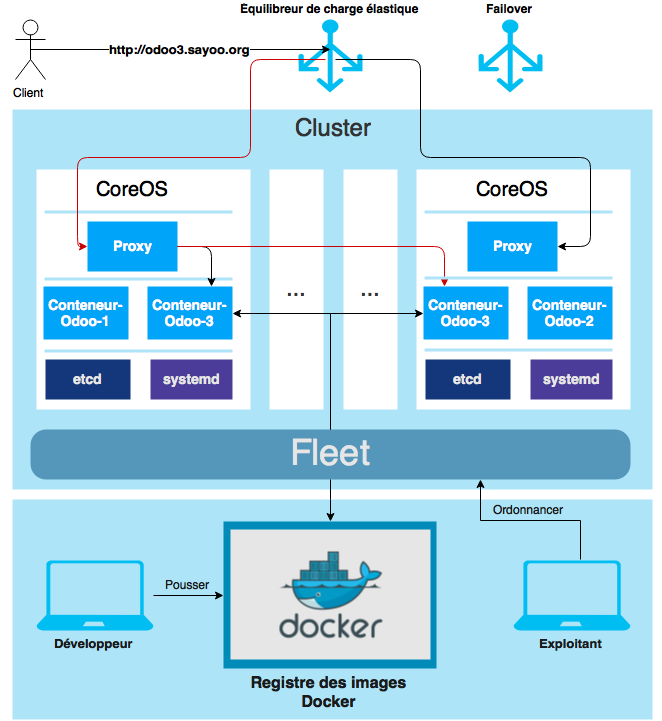 Équilibreur de charge élastique
Failover
http://odoo3.sayoo.org
Client
Cluster
CoreOS
CoreOS
Proxy
Proxy
...
...
Conteneur-
Odoo-1
Conteneur-
Odoo-3
Conteneur-
Odoo-3
Conteneur-
Odoo-2
etcd
systemd
etcd
systemd
Fleet
Ordonnancer
Pousser
docker
Développeur
Exploitant
Registre des images
Docker